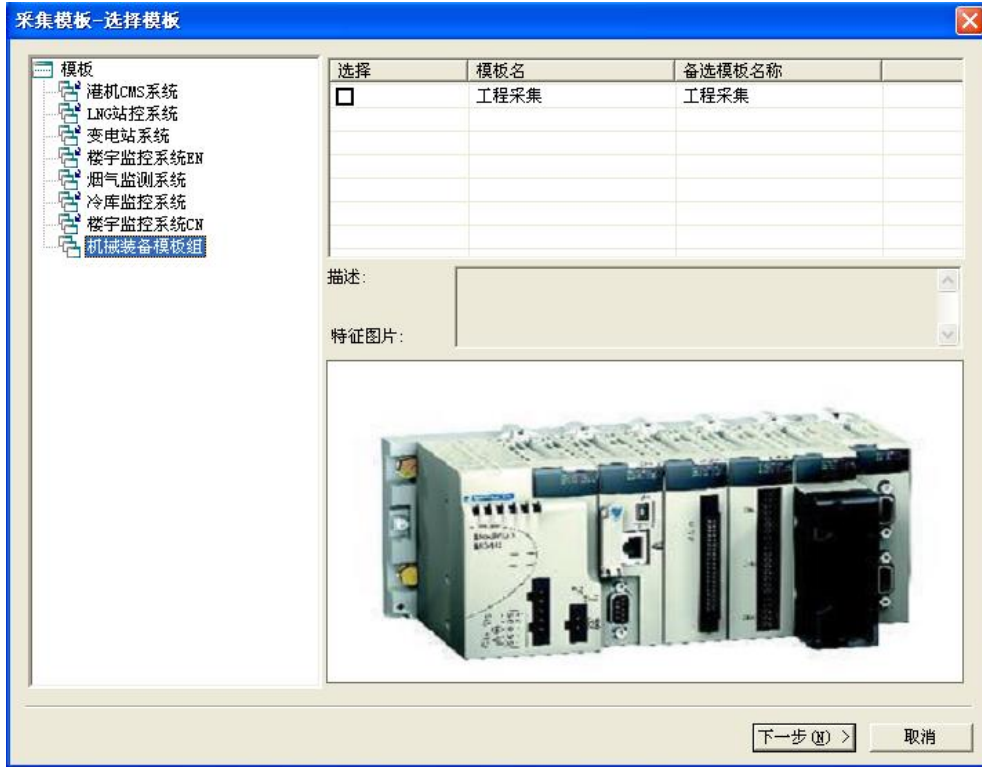 采集模板-选择模板
模板
港机CMS系统
LNG站控系统
变电站系统
楼宇监控系统EN
烟气监测系统
冷库监控系统
楼宇监控系统CN
机械装备模板组
选择 模板名 备选模板名称
工程采集 工程采集
描述:
特征图片:
下一步(N) > 取消